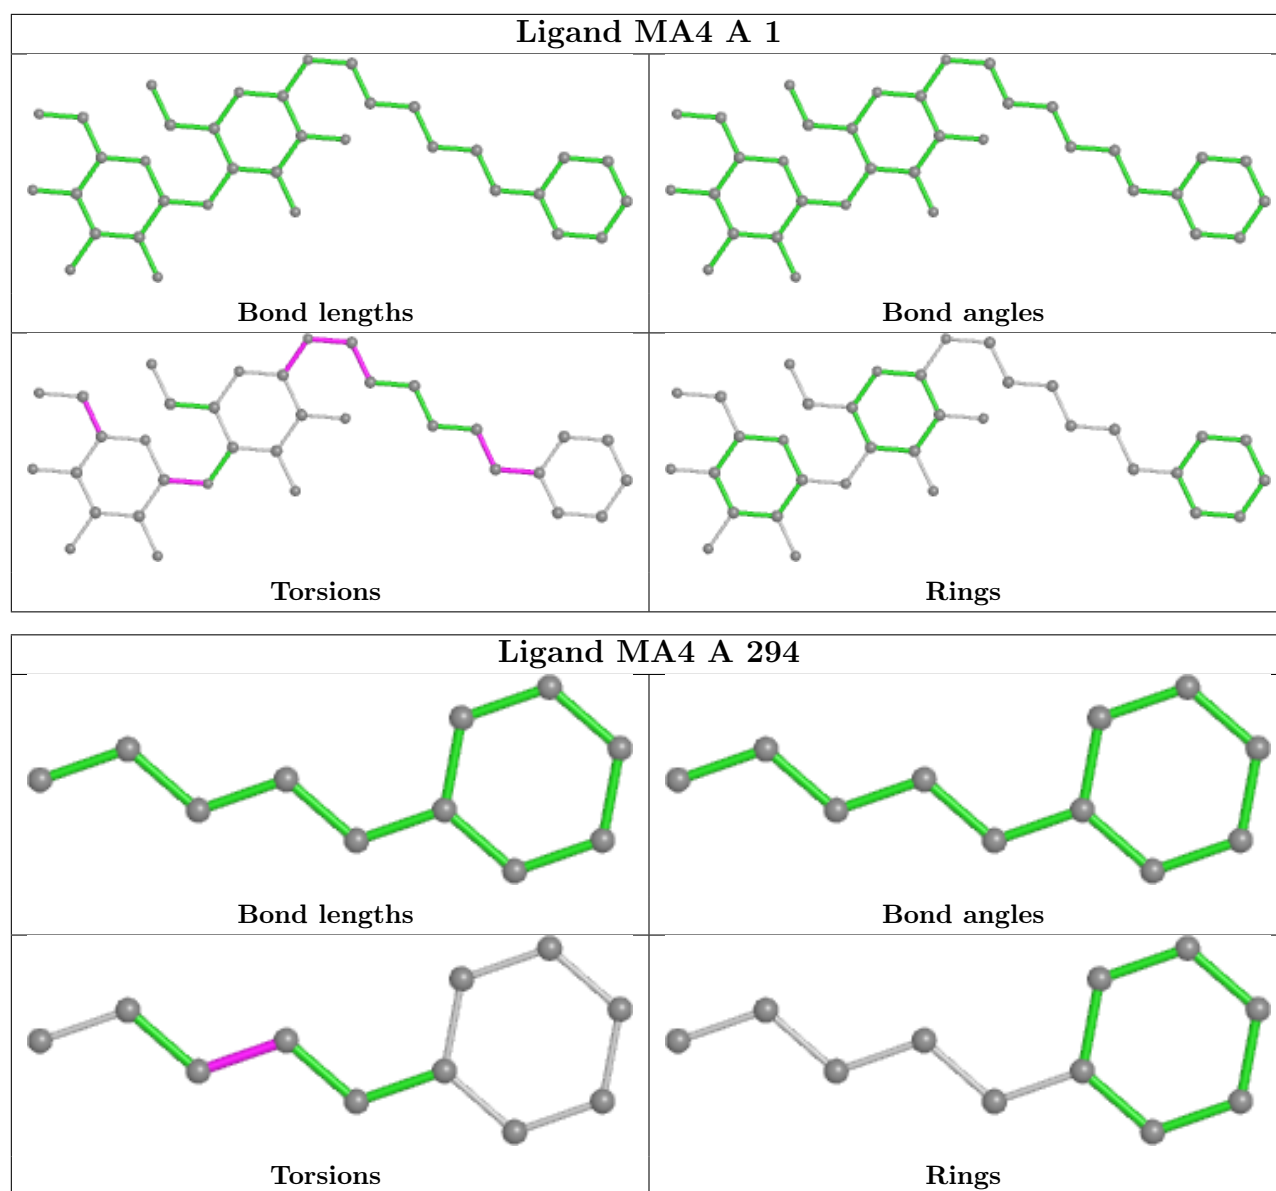 Ligand MA4 A 1
Bond lengths
Bond angles
Torsions
Rings
Ligand MA4 A 294
Bond lengths
Bond angles
Torsions
Rings